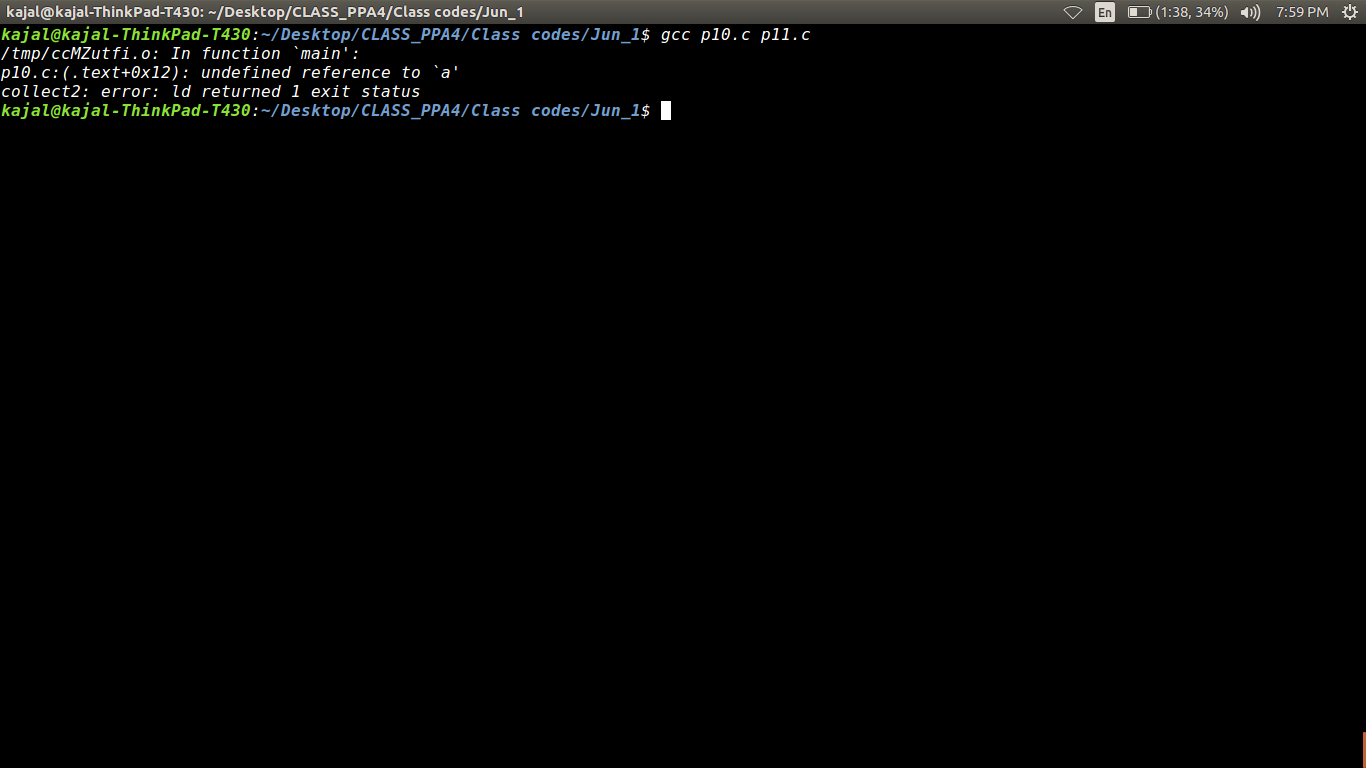 kajal@kajal-ThinkPad-T430: ~/Desktop/CLASS_PPA4/Class codes/Jun_1
En (1:38, 34%) 7:59 PM
kajal@kajal-ThinkPad-T430:~/Desktop/CLASS_PPA4/Class codes/Jun_1$ gcc p10.c p11.c
/tmp/ccMZutfi.o: In function `main':
p10.c:(.text+0x12): undefined reference to `a'
collect2: error: ld returned 1 exit status
kajal@kajal-ThinkPad-T430:~/Desktop/CLASS_PPA4/Class codes/Jun_1$